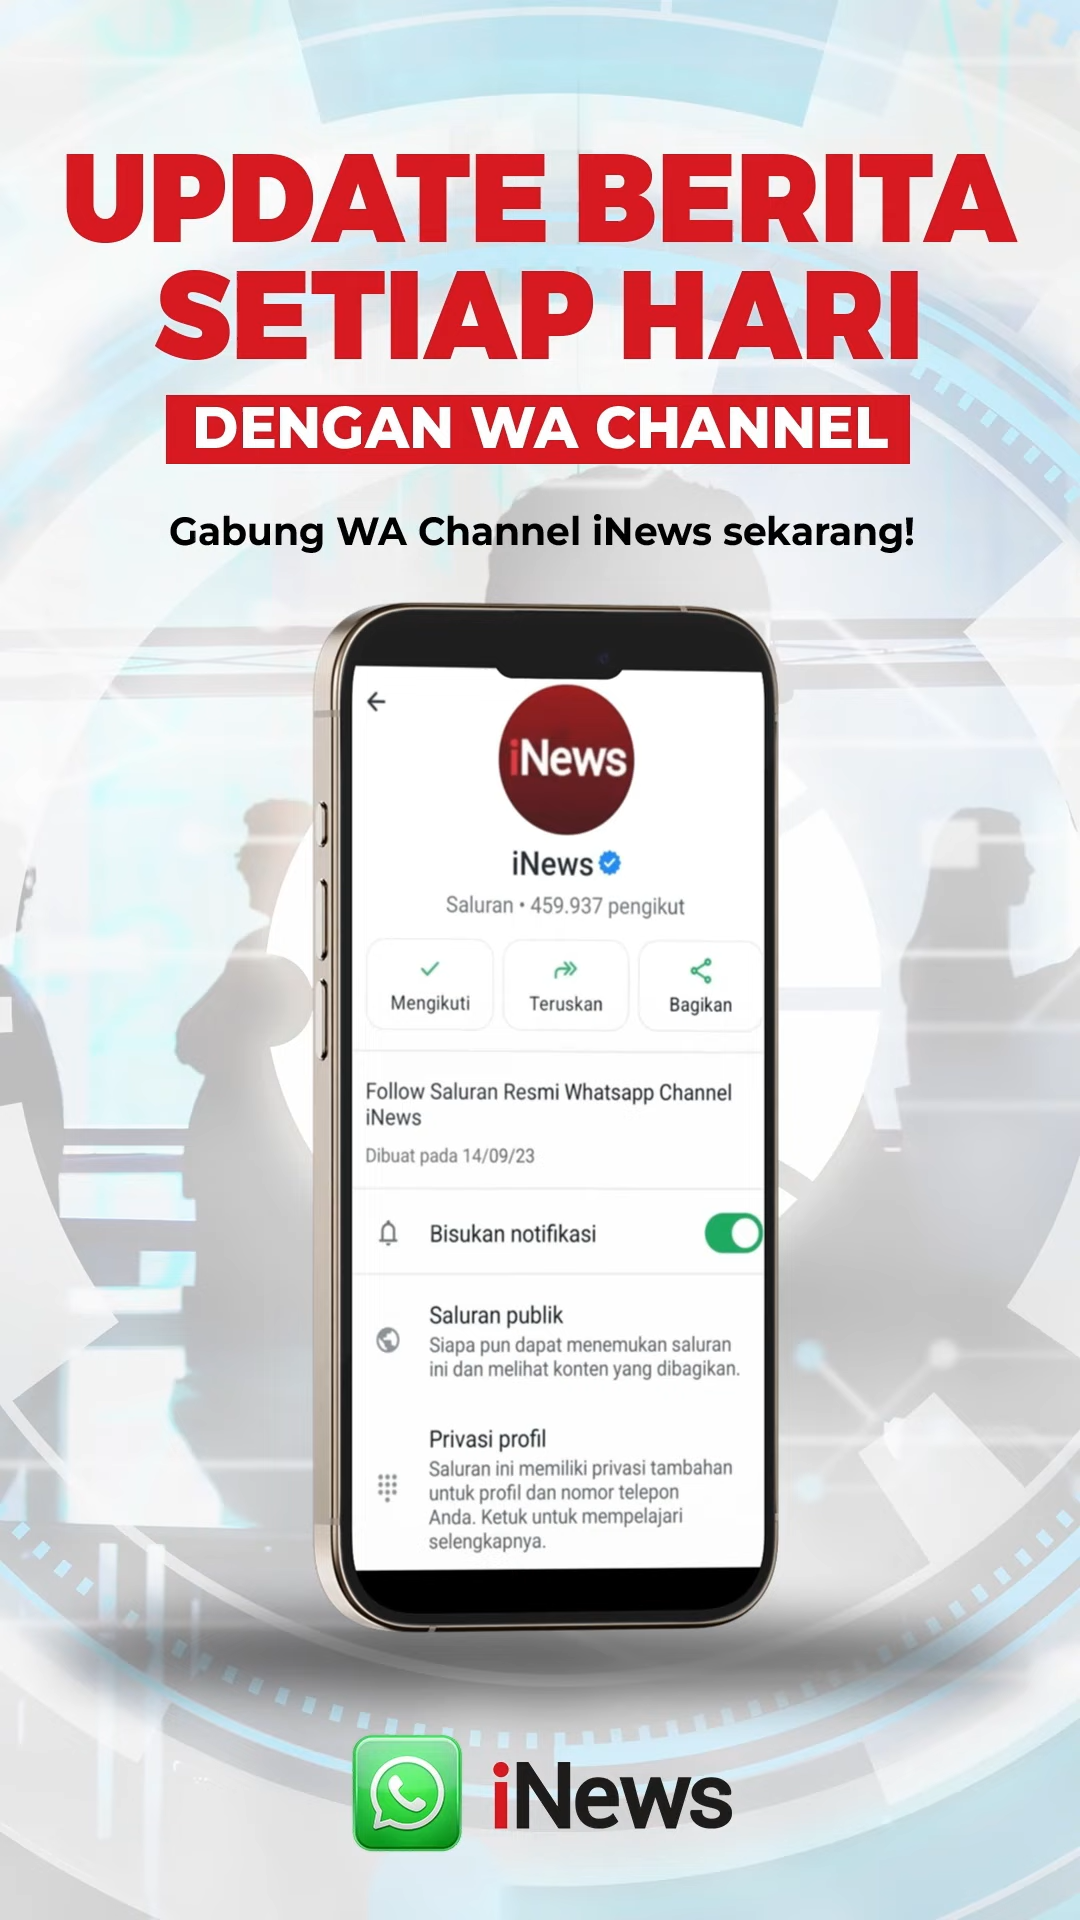 UPDATE BERITA
SETIAP HARI
DENGAN WA CHANNEL
Gabung WA Channel iNews sekarang!
iNews
iNews
Saluran • 459.937 pengikut
Mengikuti
Teruskan
Bagikan
Follow Saluran Resmi Whatsapp Channel
iNews
Dibuat pada 14/09/23
Bisukan notifikasi
Saluran publik
Siapa pun dapat menemukan saluran
ini dan melihat konten yang dibagikan.
Privasi profil
Saluran ini memiliki privasi tambahan
untuk profil dan nomor telepon
Anda. Ketuk untuk mempelajari
selengkapnya.
iNews